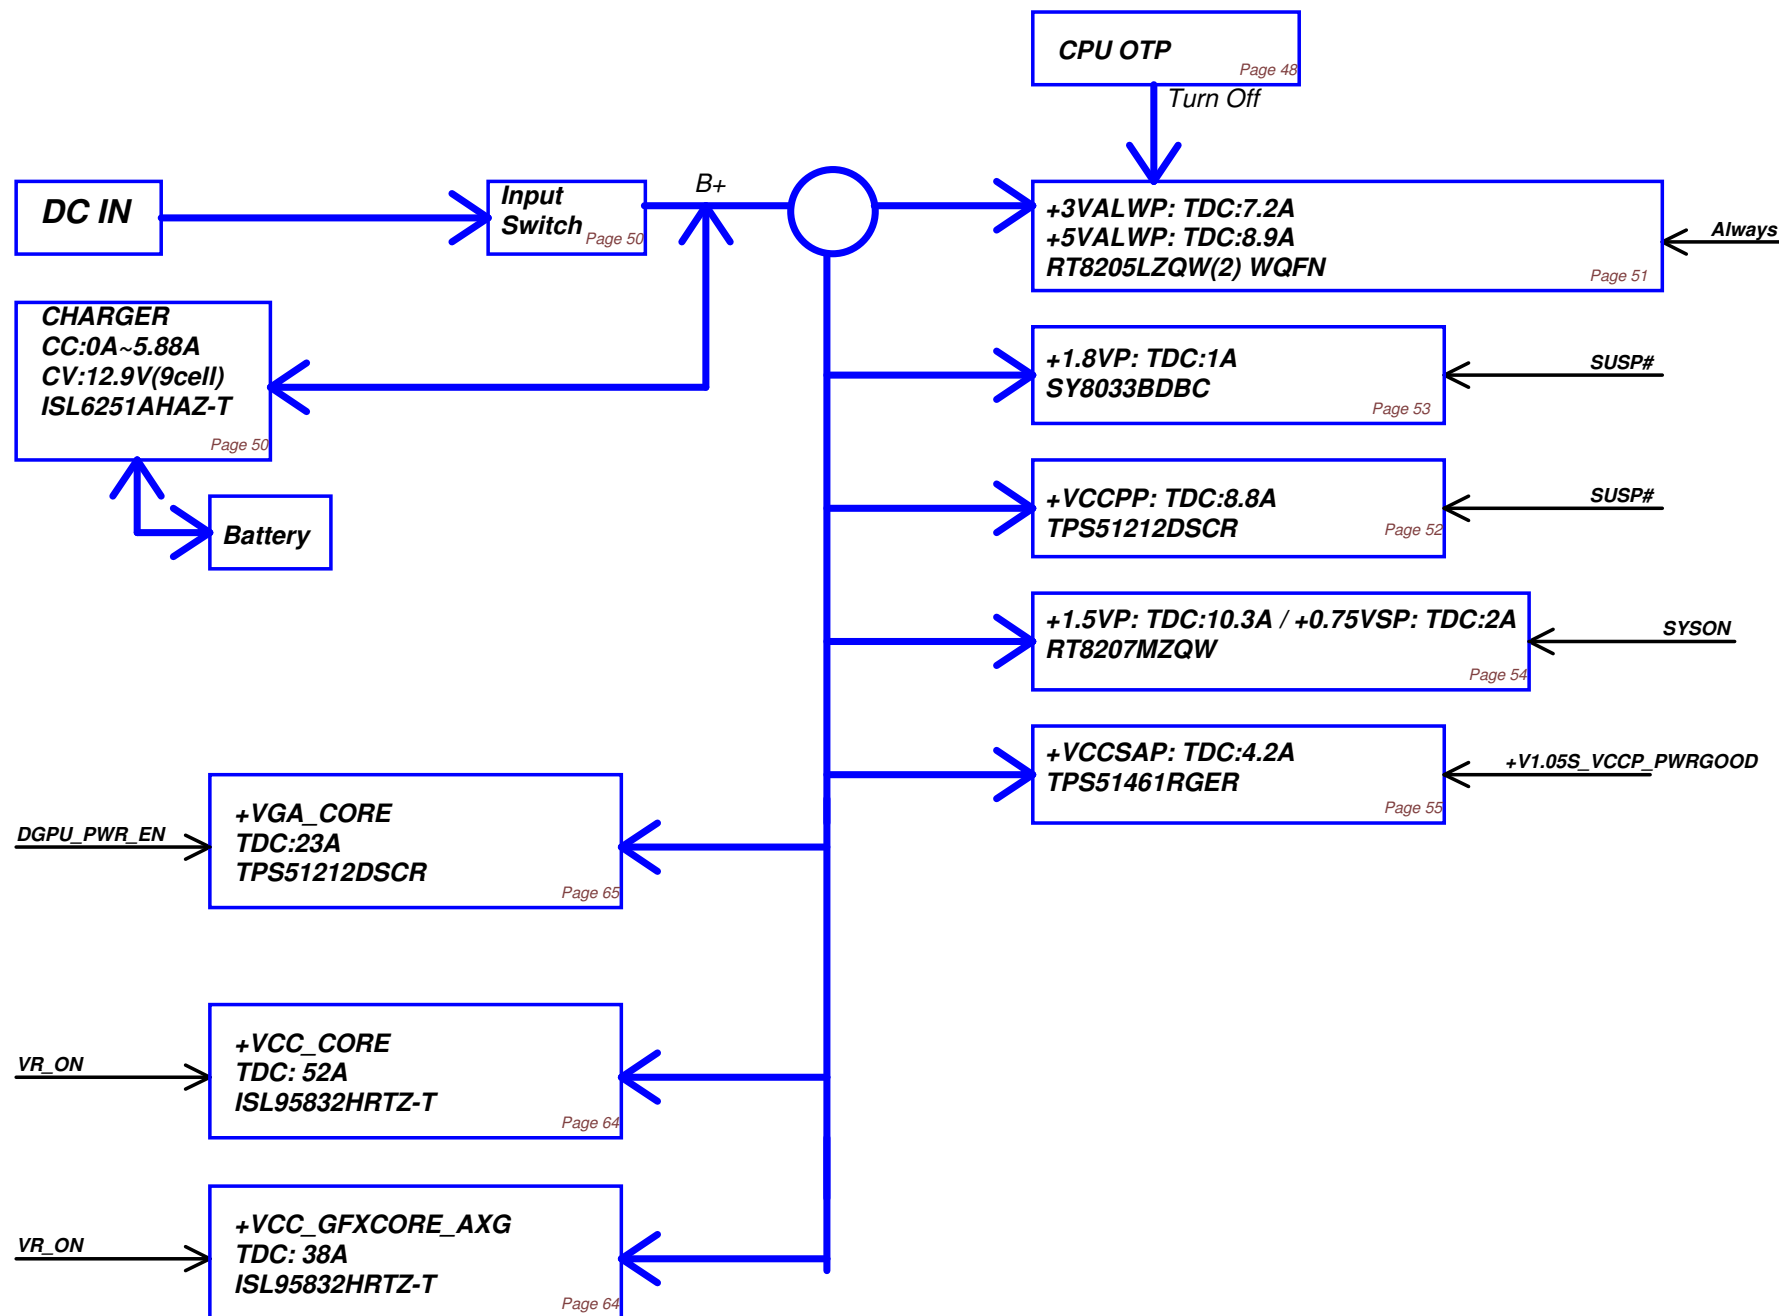 CPU OTP
Page 48
Turn Off
DC IN
Input
Switch
Page 50
B+
+3VALWP: TDC:7.2A
+5VALWP: TDC:8.9A
RT8205LZQW(2) WQFN
Page 51
Always
CHARGER
CC:0A~5.88A
CV:12.9V(9cell)
ISL6251AHAZ-T
Page 50
Battery
+1.8VP: TDC:1A
SY8033BDBC
Page 53
SUSP#
+VCCPP: TDC:8.8A
TPS51212DSCR
Page 52
SUSP#
+1.5VP: TDC:10.3A / +0.75VSP: TDC:2A
RT8207MZQW
Page 54
SYSON
+VCCSAP: TDC:4.2A
TPS51461RGER
Page 55
+V1.05S_VCCP_PWRGOOD
DGPU_PWR_EN
+VGA_CORE
TDC:23A
TPS51212DSCR
Page 65
VR_ON
+VCC_CORE
TDC: 52A
ISL95832HRTZ-T
Page 64
VR_ON
+VCC_GFXCORE_AXG
TDC: 38A
ISL95832HRTZ-T
Page 64